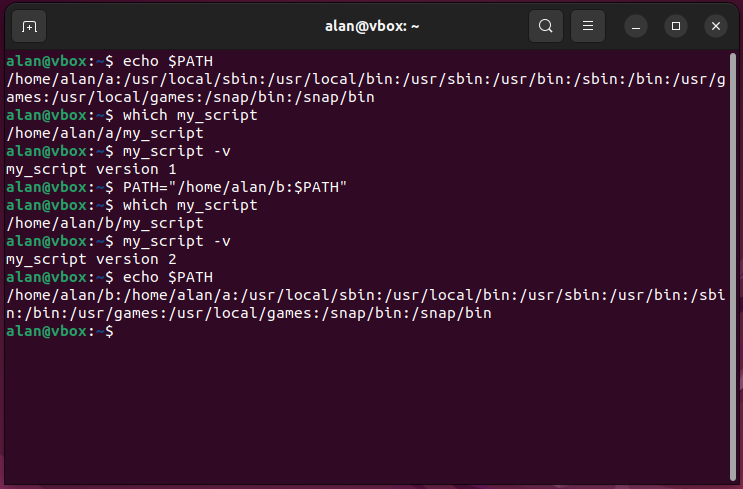 alan@vbox: ~
alan@vbox:~$ echo $PATH
/home/alan/a:/usr/local/sbin:/usr/local/bin:/usr/sbin:/usr/bin:/sbin:/bin:/usr/g
ames:/usr/local/games:/snap/bin:/snap/bin
alan@vbox:~$ which my_script
/home/alan/a/my_script
alan@vbox:~$ my_script -v
my_script version 1
alan@vbox:~$ PATH="/home/alan/b:$PATH"
alan@vbox:~$ which my_script
/home/alan/b/my_script
alan@vbox:~$ my_script -v
my_script version 2
alan@vbox:~$ echo $PATH
/home/alan/b:/home/alan/a:/usr/local/sbin:/usr/local/bin:/usr/sbin:/usr/bin:/sbi
n:/bin:/usr/games:/usr/local/games:/snap/bin:/snap/bin
alan@vbox:~$